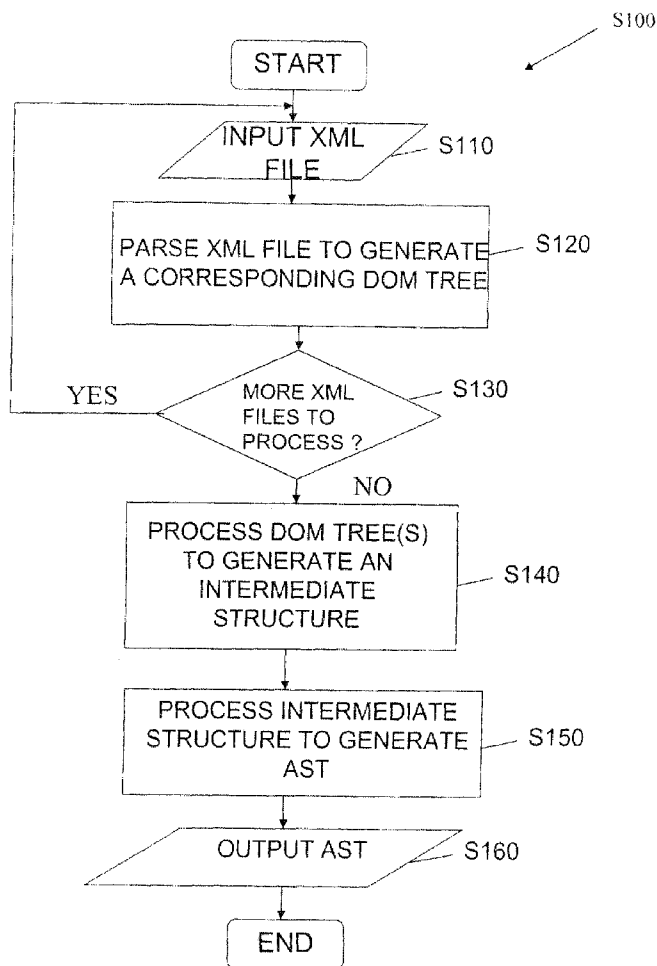 S100
START
INPUT XML
FILE
S110
PARSE XML FILE TO GENERATE
A CORRESPONDING DOM TREE
S120
MORE XML
FILES TO
PROCESS ?
S130
YES
NO
PROCESS DOM TREE(S)
TO GENERATE AN
INTERMEDIATE
STRUCTURE
S140
PROCESS INTERMEDIATE
STRUCTURE TO GENERATE
AST
S150
OUTPUT AST
S160
END